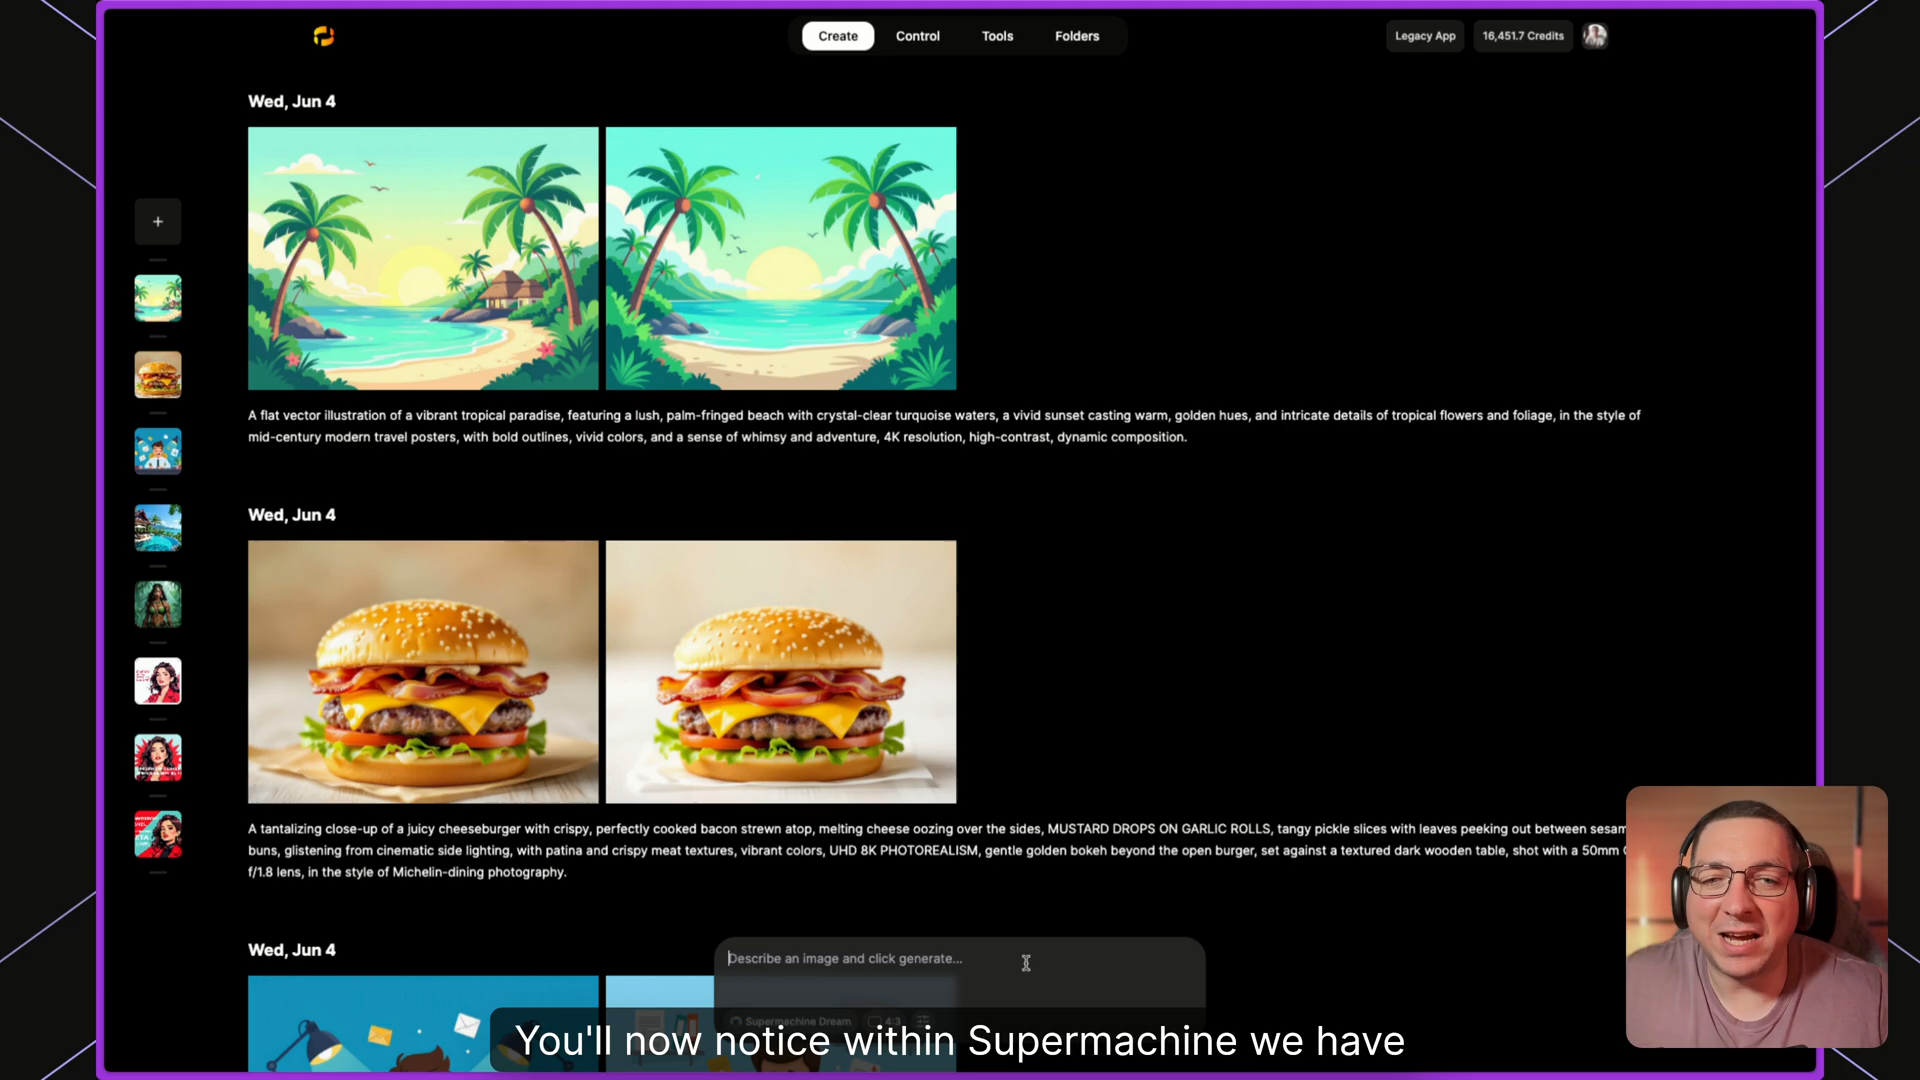 Create
Control
Tools
Folders
Legacy App
16,451.7 Credits
Wed, Jun 4
A flat vector illustration of a vibrant tropical paradise, featuring a lush, palm-fringed beach with crystal-clear turquoise waters, a vivid sunset casting warm, golden hues, and intricate details of tropical flowers and foliage, in the style of
mid-century modern travel posters, with bold outlines, vivid colors, and a sense of whimsy and adventure, 4K resolution, high-contrast, dynamic composition.
Wed, Jun 4
A tantalizing close-up of a juicy cheeseburger with crispy, perfectly cooked bacon strewn atop, melting cheese oozing over the sides, MUSTARD DROPS ON GARLIC ROLLS, tangy pickle slices with leaves peeking out between sesam
buns, glistening from cinematic side lighting, with patina and crispy meat textures, vibrant colors, UHD 8K PHOTOREALISM, gentle golden bokeh beyond the open burger, set against a textured dark wooden table, shot with a 50mm
f/1.8 lens, in the style of Michelin-dining photography.
Wed, Jun 4
Describe an image and click generate...
Supermachine Dream
4:3
You'll now notice within Supermachine we have